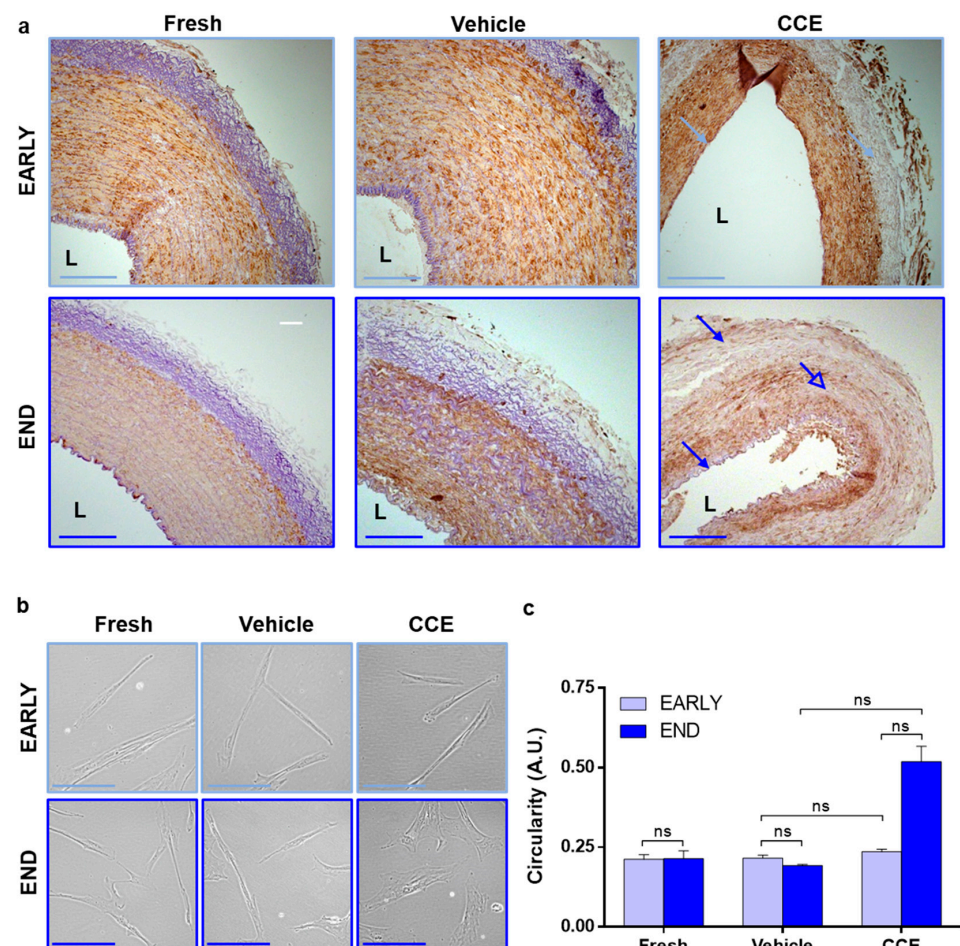 a
Fresh Vehicle CCE
EARLY
L
L
L
END
L
L
L
b
Fresh Vehicle CCE
EARLY
END
c
Circularity (A.U.)
0.75
0.50
0.25
0.00
EARLY
END
ns
ns
ns
ns
ns
Fresh Vehicle CCE